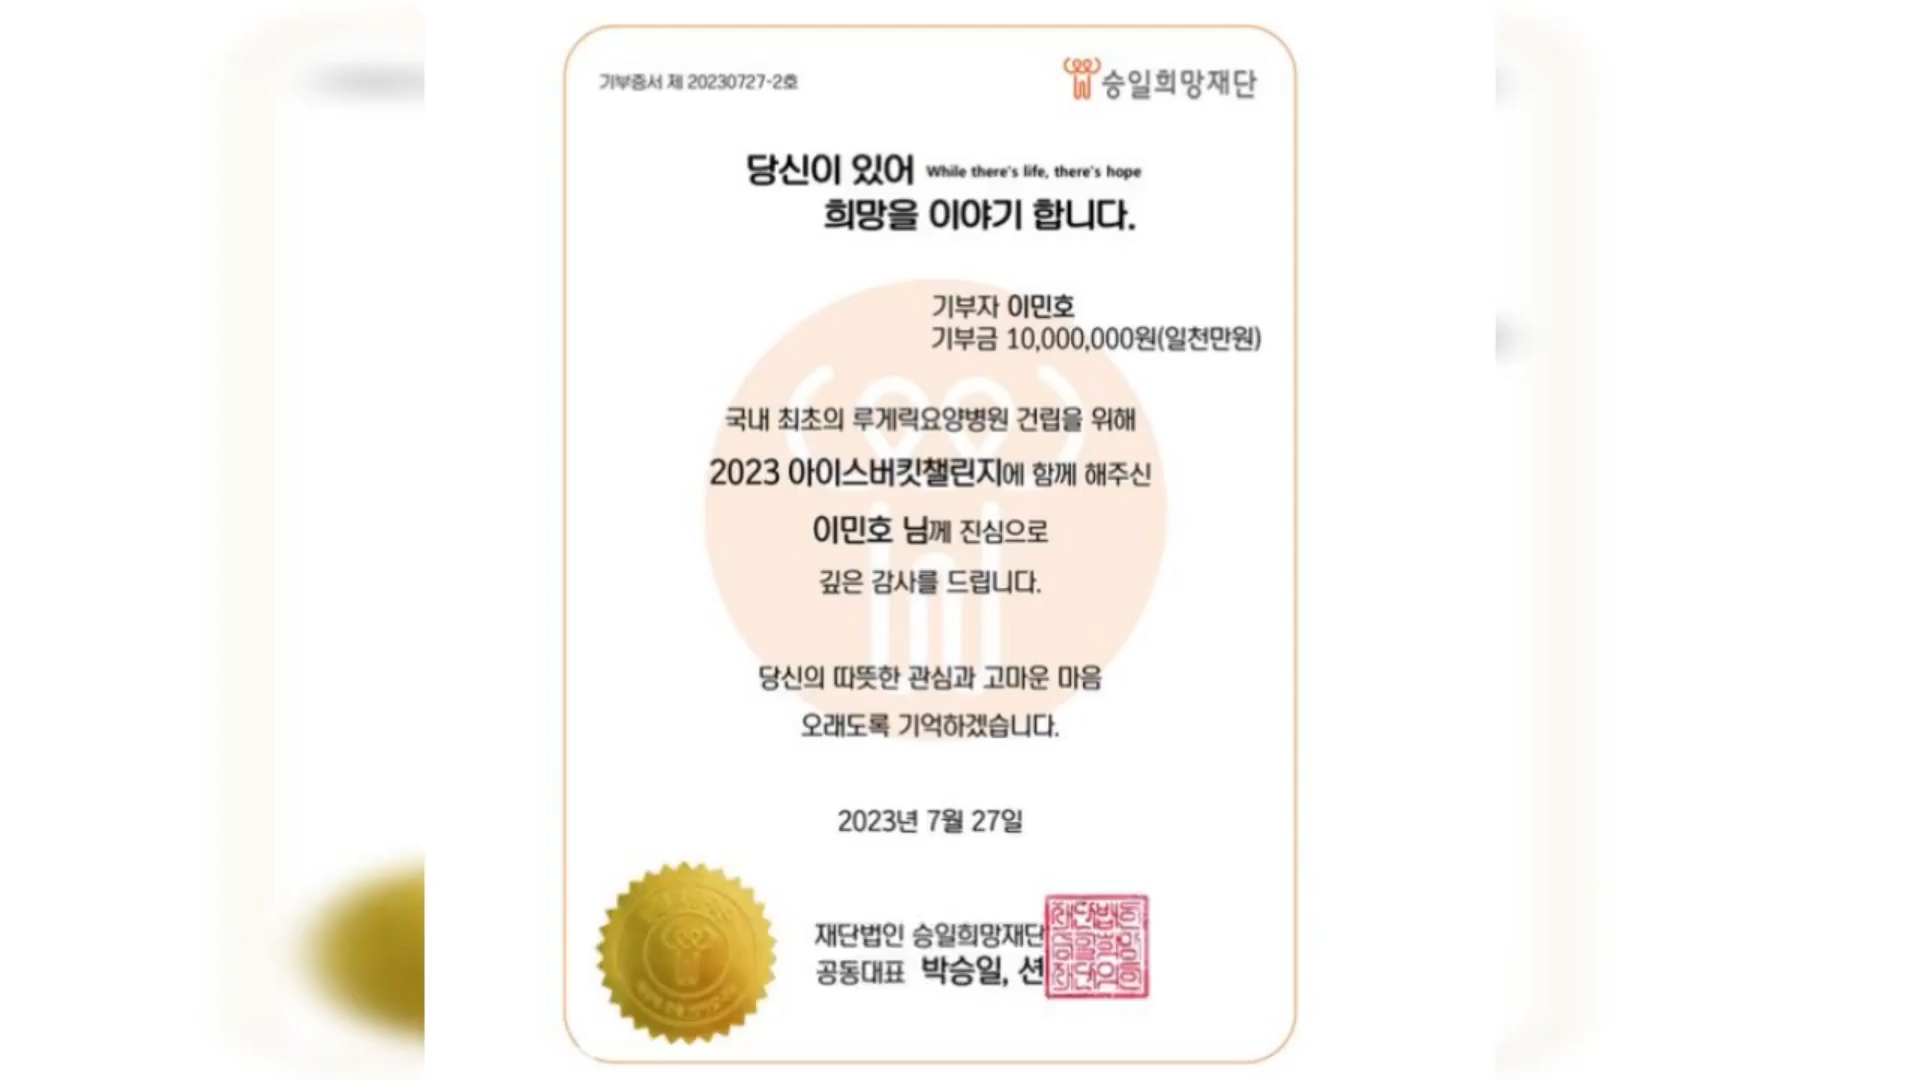 기부증서 제 20230727-2호
승일희망재단
당신이 있어 While there's life, there's hope
희망을 이야기 합니다.
기부자 이민호
기부금 10,000,000원(일천만원)
국내 최초의 루게릭요양병원 건립을 위해
2023 아이스버킷챌린지에 함께 해주신
이민호 님께 진심으로
깊은 감사를 드립니다.
당신의 따뜻한 관심과 고마운 마음
오래도록 기억하겠습니다.
2023년 7월 27일
재단법인 승일희망재단
공동대표 박승일, 션